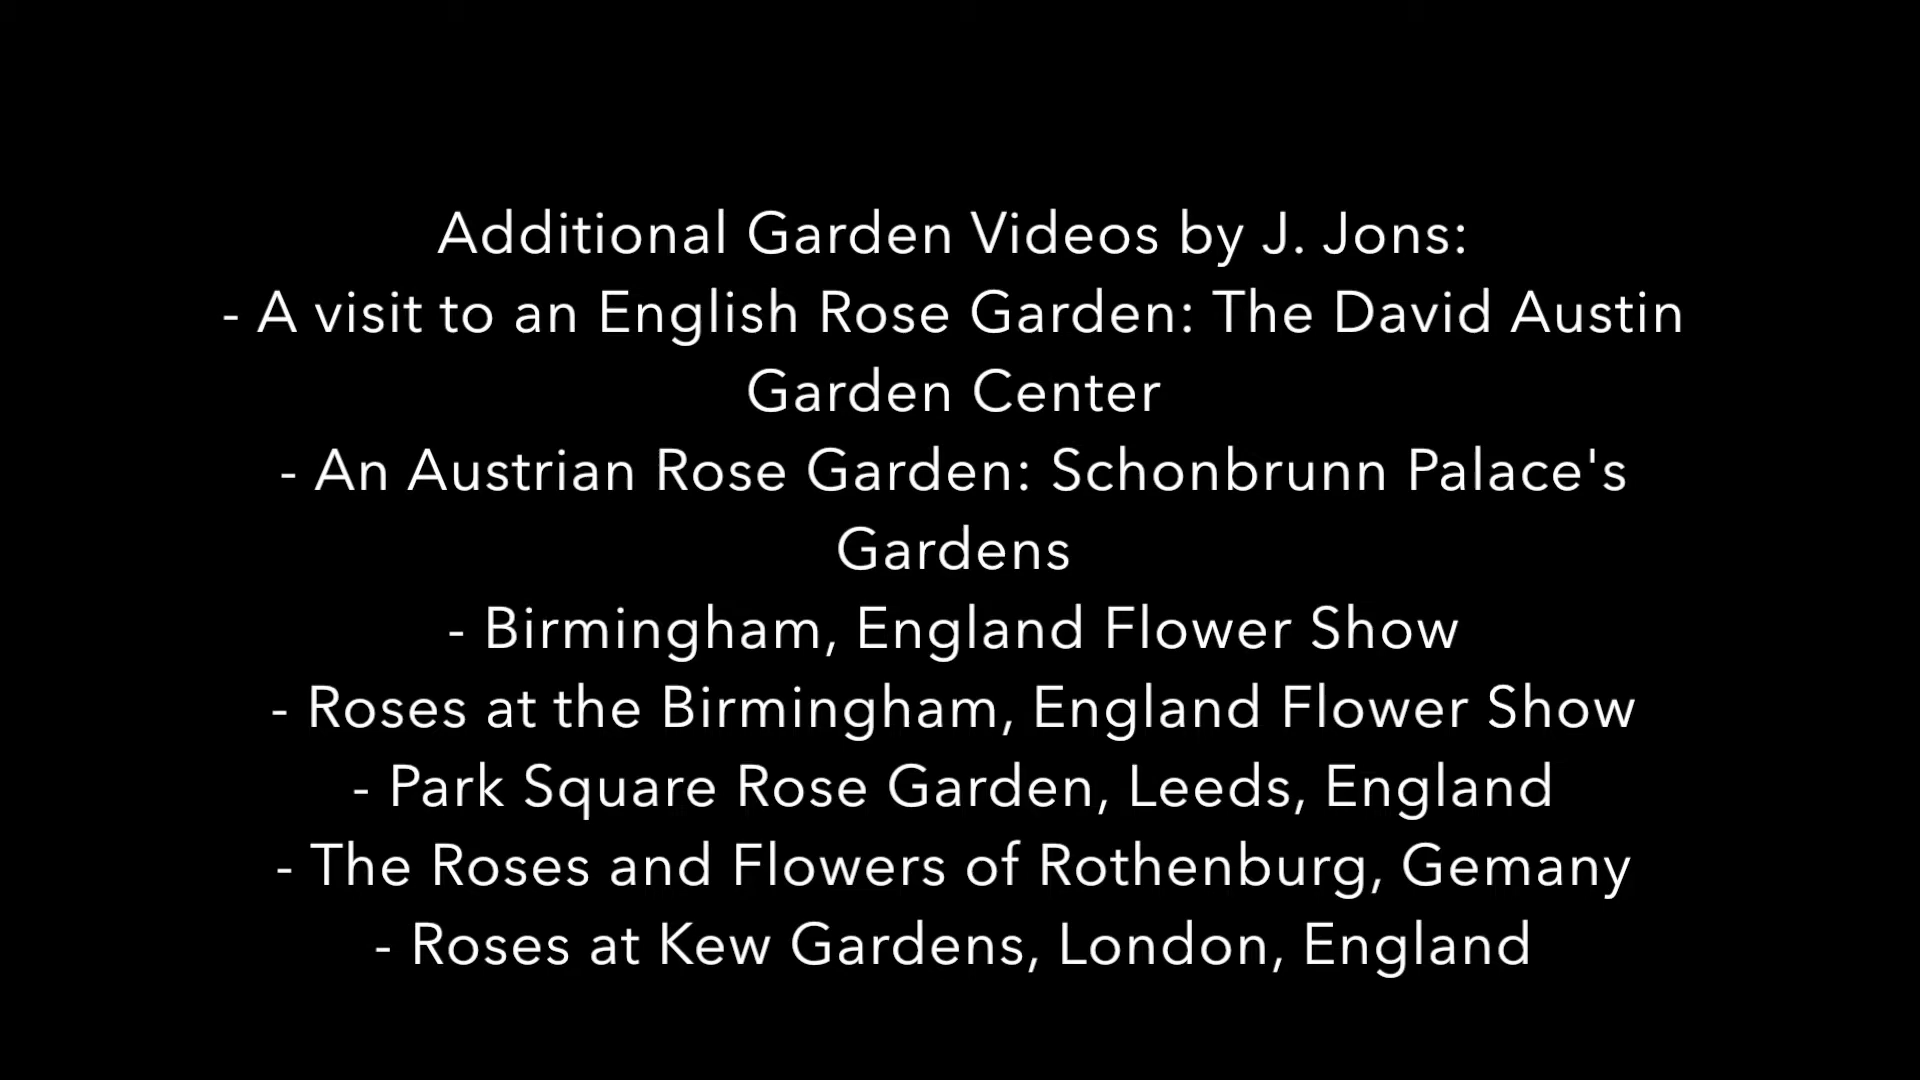 Additional Garden Videos by J. Jons:
- A visit to an English Rose Garden: The David Austin
Garden Center
- An Austrian Rose Garden: Schonbrunn Palace's
Gardens
- Birmingham, England Flower Show
- Roses at the Birmingham, England Flower Show
- Park Square Rose Garden, Leeds, England
- The Roses and Flowers of Rothenburg, Gemany
- Roses at Kew Gardens, London, England